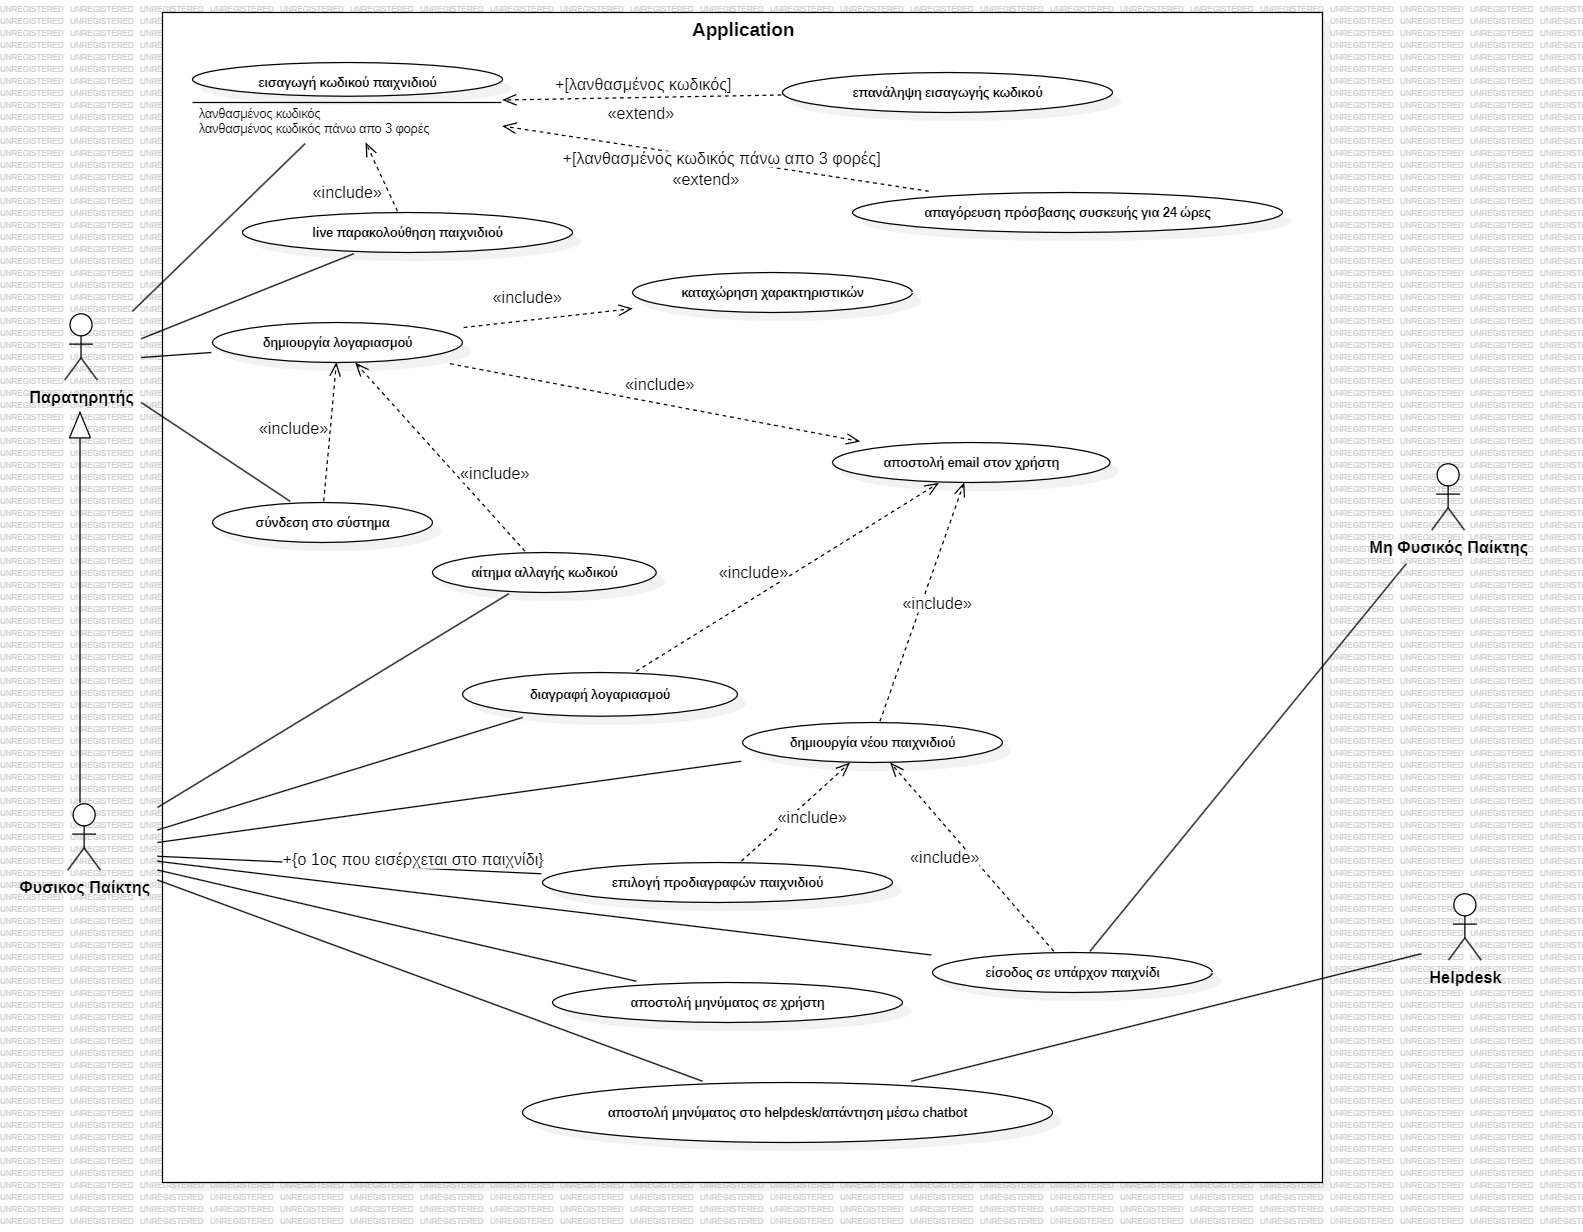 Application
εισαγωγή κωδικού παιχνιδιού
λανθασμένος κωδικός
λανθασμένος κωδικός πάνω απο 3 φορές
+[λανθασμένος κωδικός]
«extend»
επανάληψη εισαγωγής κωδικού
+[λανθασμένος κωδικός πάνω απο 3 φορές]
«extend»
απαγόρευση πρόσβασης συσκευής για 24 ώρες
«include»
live παρακολούθηση παιχνιδιού
«include»
καταχώρηση χαρακτηριστικών
δημιουργία λογαριασμού
Παρατηρητής
«include»
«include»
«include»
αποστολή email στον χρήστη
σύνδεση στο σύστημα
Μη Φυσικός Παίκτης
αίτημα αλλαγής κωδικού
«include»
«include»
διαγραφή λογαριασμού
δημιουργία νέου παιχνιδιού
«include»
«include»
+{ο 1ος που εισέρχεται στο παιχνίδι}
Φυσικος Παίκτης
επιλογή προδιαγραφών παιχνιδιού
είσοδος σε υπάρχον παιχνίδι
Helpdesk
αποστολή μηνύματος σε χρήστη
αποστολή μηνύματος στο helpdesk/απάντηση μέσω chatbot
UNREGISTERED